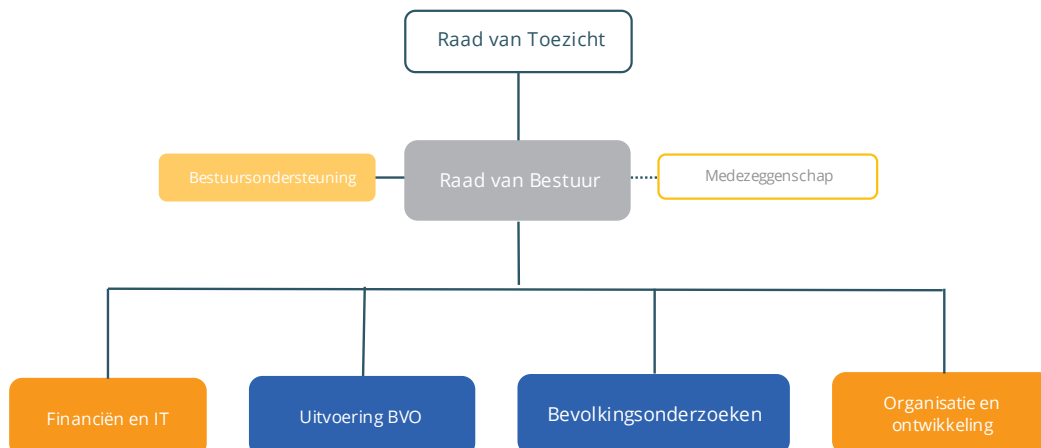 Raad van Toezicht
Bestuursondersteuning
Raad van Bestuur
Medezeggenschap
Financiën en IT
Uitvoering BVO
Bevolkingsonderzoeken
Organisatie en
ontwikkeling